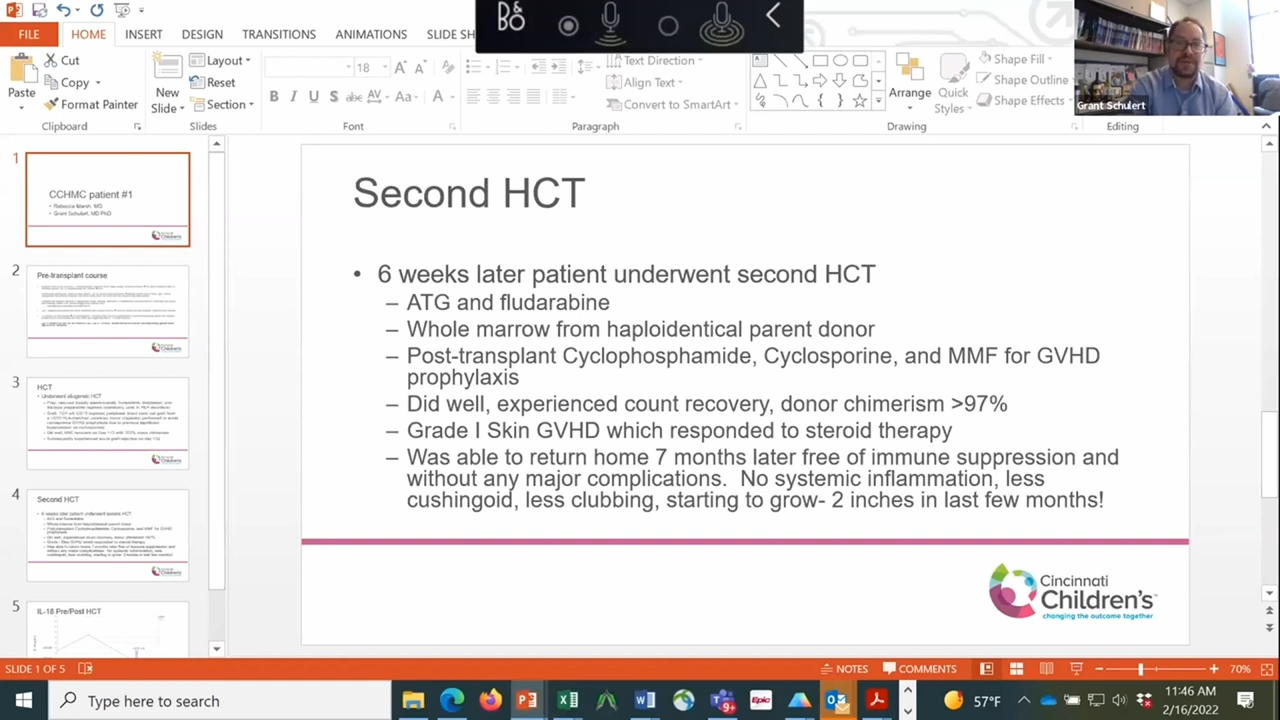 FILE
HOME
INSERT
DESIGN
TRANSITIONS
ANIMATIONS
SLIDE SH
B&O
Paste
Cut
Copy
Format Painter
Clipboard
New
Slide
Layout
Reset
Section
Slides
18
B I U S abc AV Aa A
Font
Text Direction
Align Text
Convert to SmartArt
Paragraph
Arrange
Quick
Styles
Shape Fill
Shape Outline
Shape Effects
Drawing
Editing
Grant Schulert
1
CCHMC patient #1
Rebecca Marsh, MD
Grant Schulert, MD PhD
2
Pre-transplant course
3
HCT
4
Second HCT
5
IL-18 Pre/Post HCT
Second HCT
• 6 weeks later patient underwent second HCT
– ATG and fludarabine
– Whole marrow from haploidentical parent donor
– Post-transplant Cyclophosphamide, Cyclosporine, and MMF for GVHD
prophylaxis
– Did well, experienced count recovery, donor chimerism >97%
– Grade I Skin GVHD which responded to steroid therapy
– Was able to return home 7 months later free of immune suppression and
without any major complications. No systemic inflammation, less
cushingoid, less clubbing, starting to grow- 2 inches in last few months!
Cincinnati
Children's™
changing the outcome together
SLIDE 1 OF 5
NOTES
COMMENTS
70%
Type here to search
Epic
57°F
11:46 AM
2/16/2022